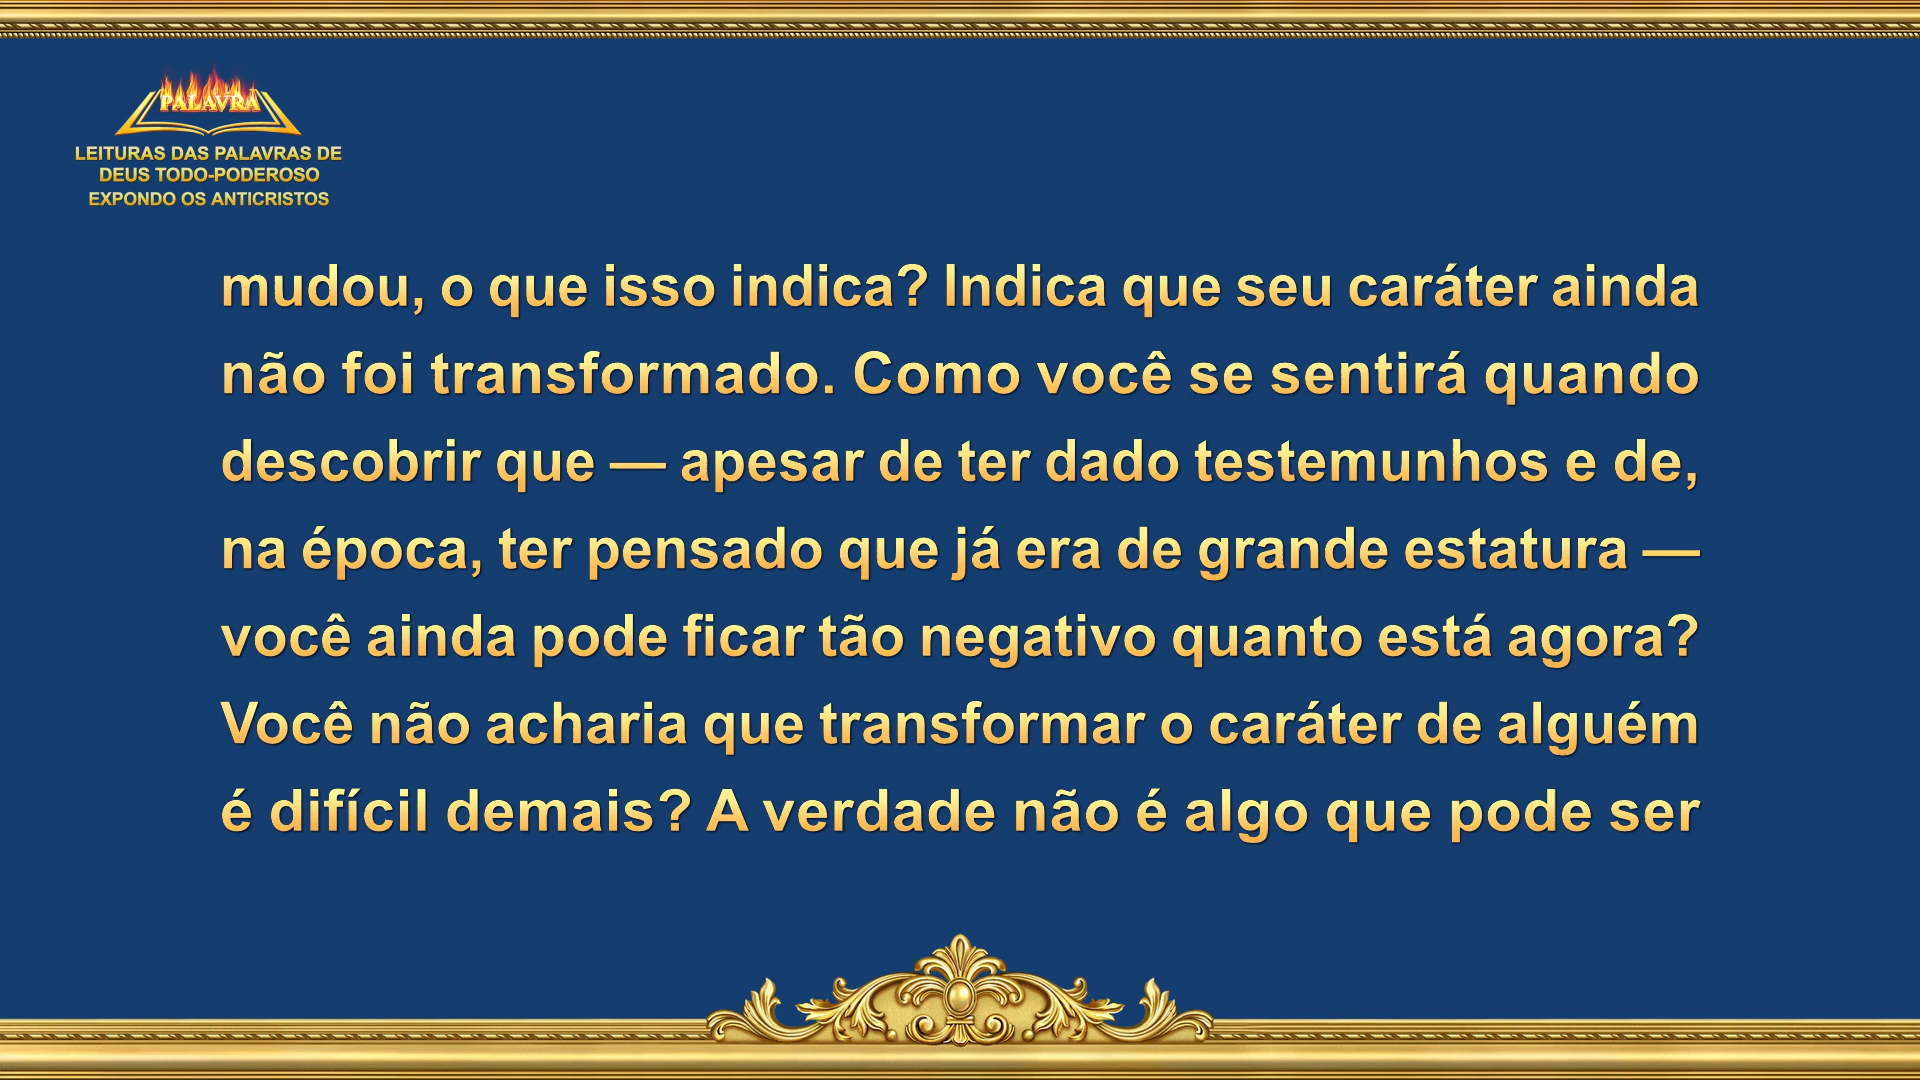 PALAVRA
LEITURAS DAS PALAVRAS DE
DEUS TODO-PODEROSO
EXPONDO OS ANTICRISTOS
mudou, o que isso indica? Indica que seu caráter ainda
não foi transformado. Como você se sentirá quando
descobrir que — apesar de ter dado testemunhos e de,
na época, ter pensado que já era de grande estatura —
você ainda pode ficar tão negativo quanto está agora?
Você não acharia que transformar o caráter de alguém
é difícil demais? A verdade não é algo que pode ser